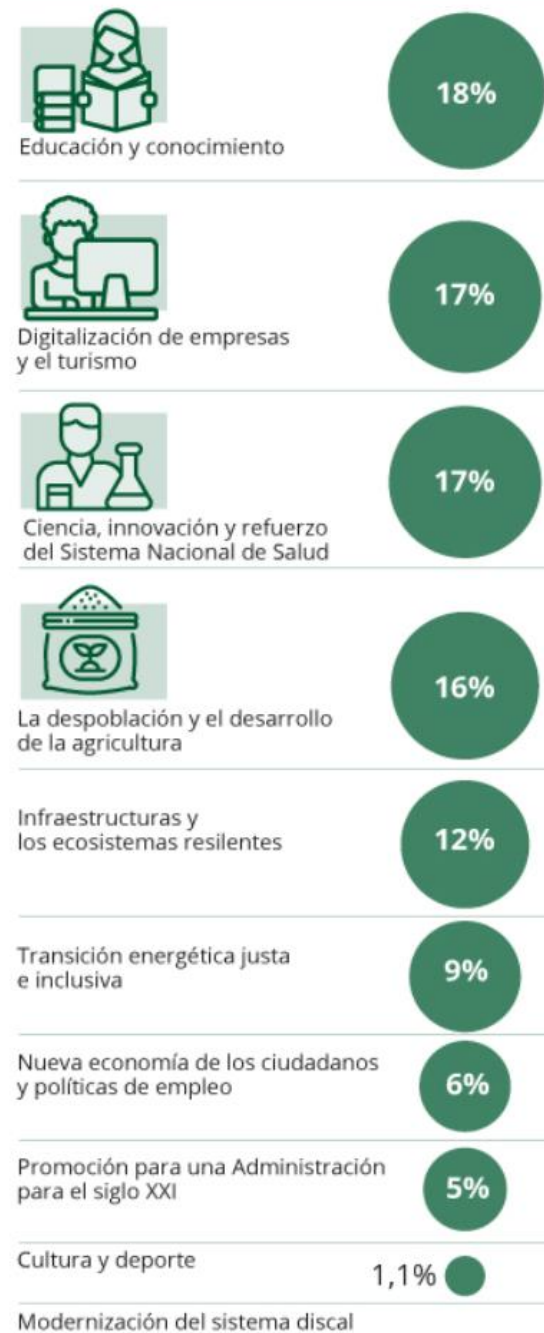 Educación y conocimiento
18%
Digitalización de empresas
y el turismo
17%
Ciencia, innovación y refuerzo
del Sistema Nacional de Salud
17%
La despoblación y el desarrollo
de la agricultura
16%
Infraestructuras y
los ecosistemas resilentes
12%
Transición energética justa
e inclusiva
9%
Nueva economía de los ciudadanos
y políticas de empleo
6%
Promoción para una Administración
para el siglo XXI
5%
Cultura y deporte
1,1%
Modernización del sistema discal